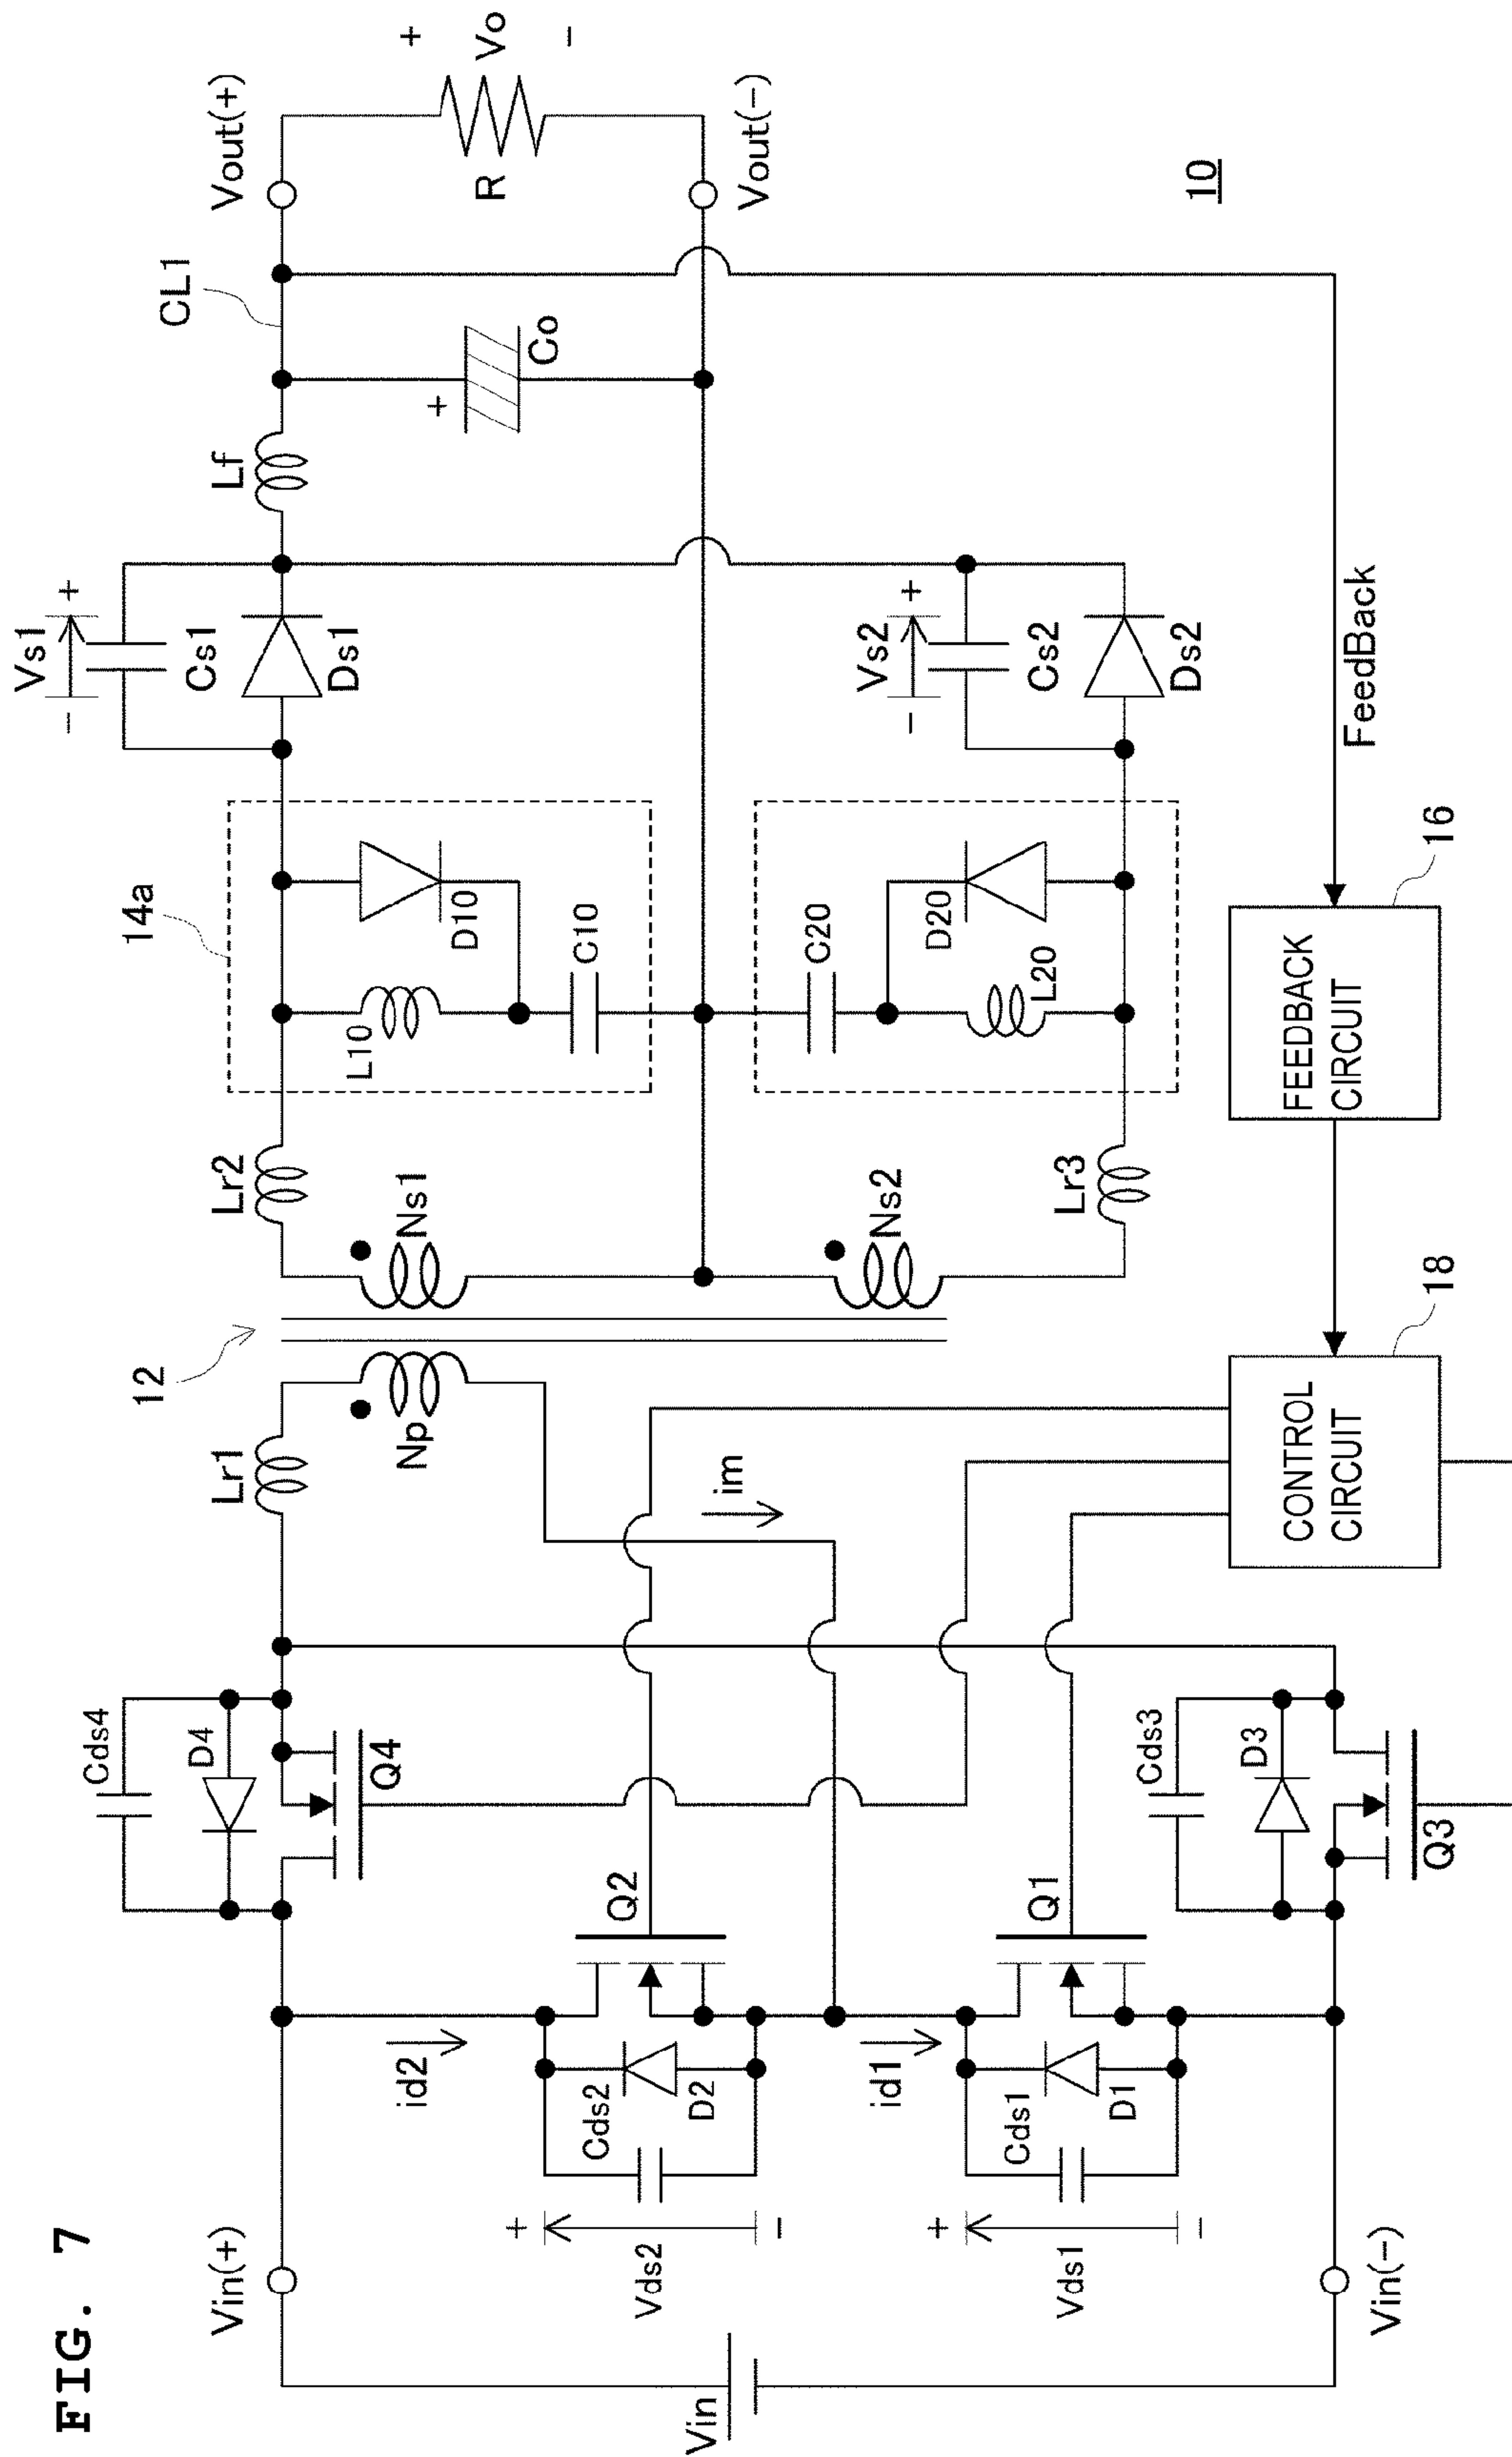 FIG. 7
Vin
Vin(+)
Vin(-)
+
Vds2
-
+
Vds1
-
Cds2
D2
Cds1
D1
id2
id1
Q2
Q1
Cds4
D4
Q4
Cds3
D3
Q3
im
Lr1
Np
12
Ns1
Ns2
Lr2
Lr3
14a
L10
D10
C10
C20
D20
L20
-
Vs1
+
Cs1
Ds1
-
Vs2
+
Cs2
Ds2
Lf
+
Co
CL1
Vout(+)
Vout(-)
R
+
Vo
-
10
FeedBack
16
FEEDBACK
CIRCUIT
18
CONTROL
CIRCUIT